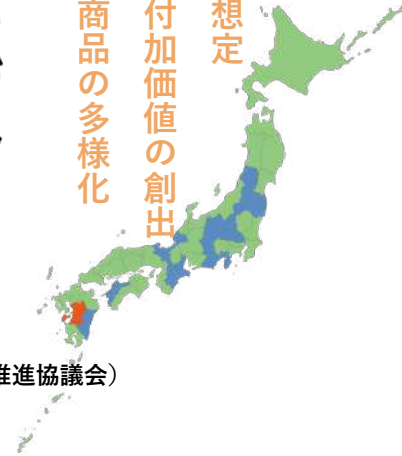 想定
付加価値の創出
商品の多様化
推進協議会）